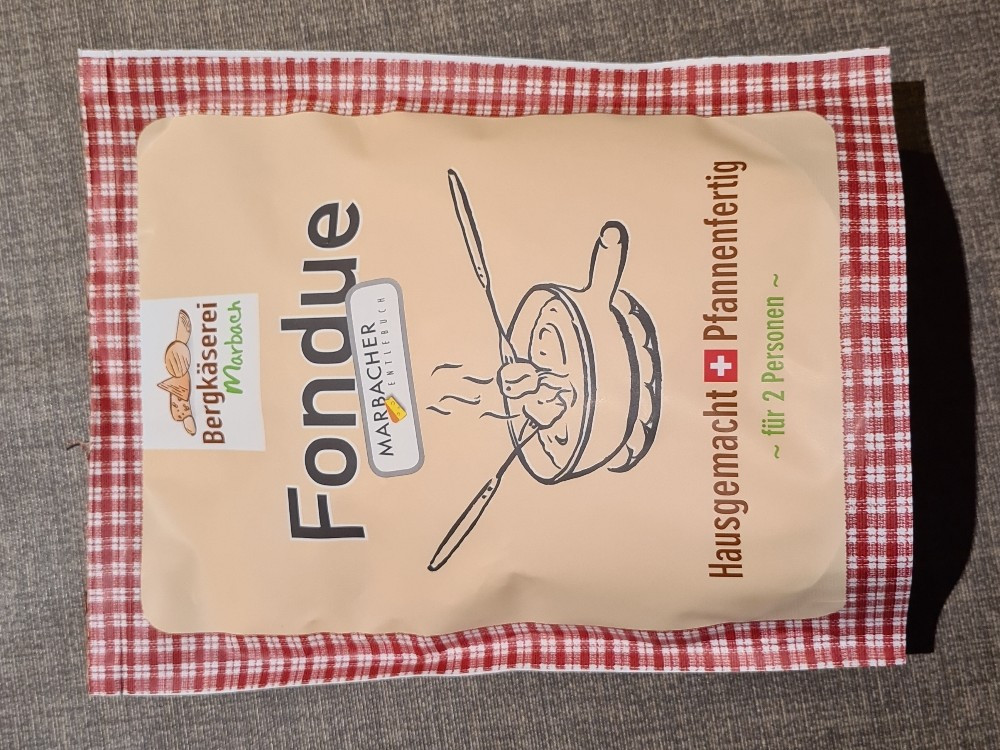 Bergkäserei
Marbach
Fondue
MARBACHER
ENTLEBUCH
Hausgemacht Pfannenfertig
~ für 2 Personen ~